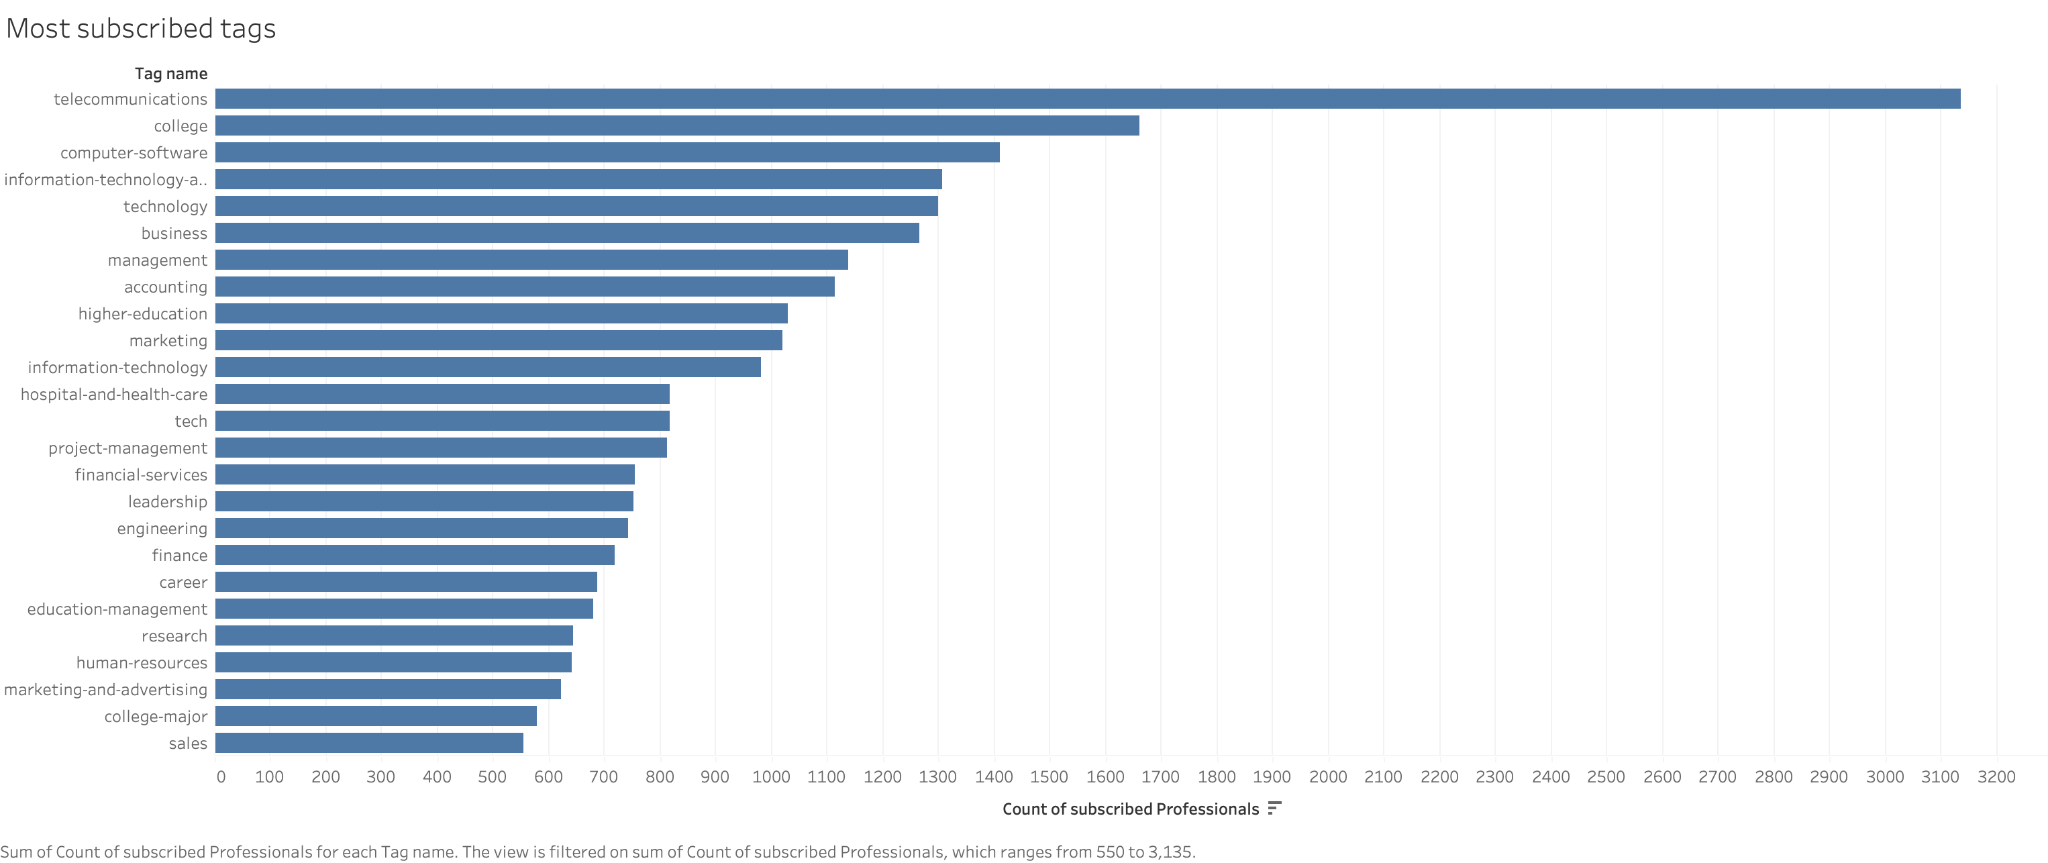 Most subscribed tags
Tag name
telecommunications
college
computer-software
information-technology-a..
technology
business
management
accounting
higher-education
marketing
information-technology
hospital-and-health-care
tech
project-management
financial-services
leadership
engineering
finance
career
education-management
research
human-resources
marketing-and-advertising
college-major
sales
0 100 200 300 400 500 600 700 800 900 1000 1100 1200 1300 1400 1500 1600 1700 1800 1900 2000 2100 2200 2300 2400 2500 2600 2700 2800 2900 3000 3100 3200
Count of subscribed Professionals
Sum of Count of subscribed Professionals for each Tag name. The view is filtered on sum of Count of subscribed Professionals, which ranges from 550 to 3,135.